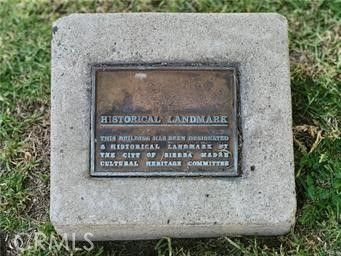 HISTORICAL LANDMARK
THIS BUILDING HAS BEEN DESIGNATED
A HISTORICAL LANDMARK BY
THE CITY OF SIERRA MADRE
CULTURAL HERITAGE COMMITTEE
CRMLS